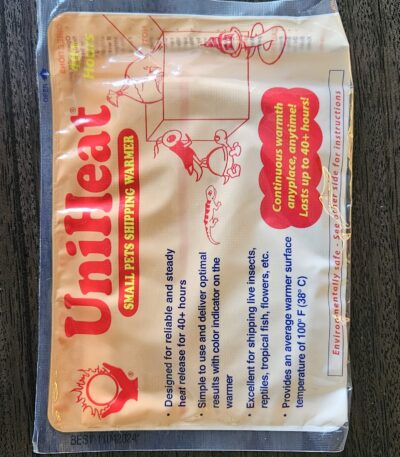 UniHeat®
SMALL PETS SHIPPING WARMER
Hours
• Designed for reliable and steady
heat release for 40+ hours
• Simple to use and deliver optimal
results with color indicator on the
warmer
• Excellent for shipping live insects,
reptiles, tropical fish, flowers, etc.
• Provides an average warmer surface
temperature of 100° F (38° C)
Continuous warmth
anyplace, anytime!
Lasts up to 40+ hours!
Environmentally safe - See other side for instructions
BEST